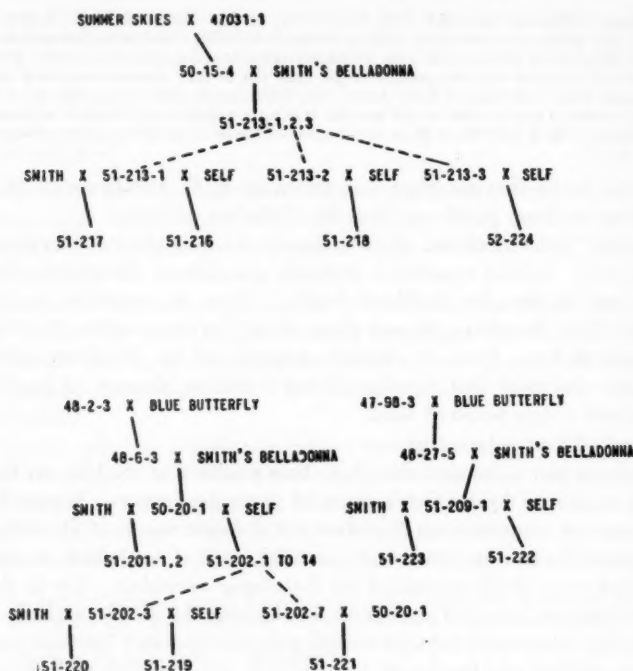 SUMMER SKIES X 47031-1
50-15-4 X SMITH'S BELLADONNA
51-213-1,2,3
SMITH X 51-213-1 X SELF 51-213-2 X SELF 51-213-3 X SELF
51-217 51-216 51-218 52-224
48-2-3 X BLUE BUTTERFLY 47-98-3 X BLUE BUTTERFLY
48-6-3 X SMITH'S BELLADONNA 48-27-5 X SMITH'S BELLADONNA
SMITH X 50-20-1 X SELF SMITH X 51-209-1 X SELF
51-201-1,2 51-202-1 TO 14 51-223 51-222
SMITH X 51-202-3 X SELF 51-202-7 X 50-20-1
51-220 51-219 51-221